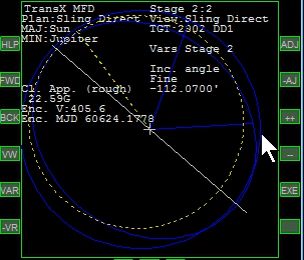 TransX MFD Stage 2:2
Plan:Sling Direct View:Sling Direct
MAJ:Sun TGT-2302 DD1
MIN:Jupiter
Vars Stage 2
Inc. angle
Fine
Cl. App. (rough) -112.0700'
22.59G
Enc. V:405.6
Enc. MJD 60624.1978
HLP
FWD
BCK
VW
VAR
-VR
ADJ
-AJ
++
--
EXE